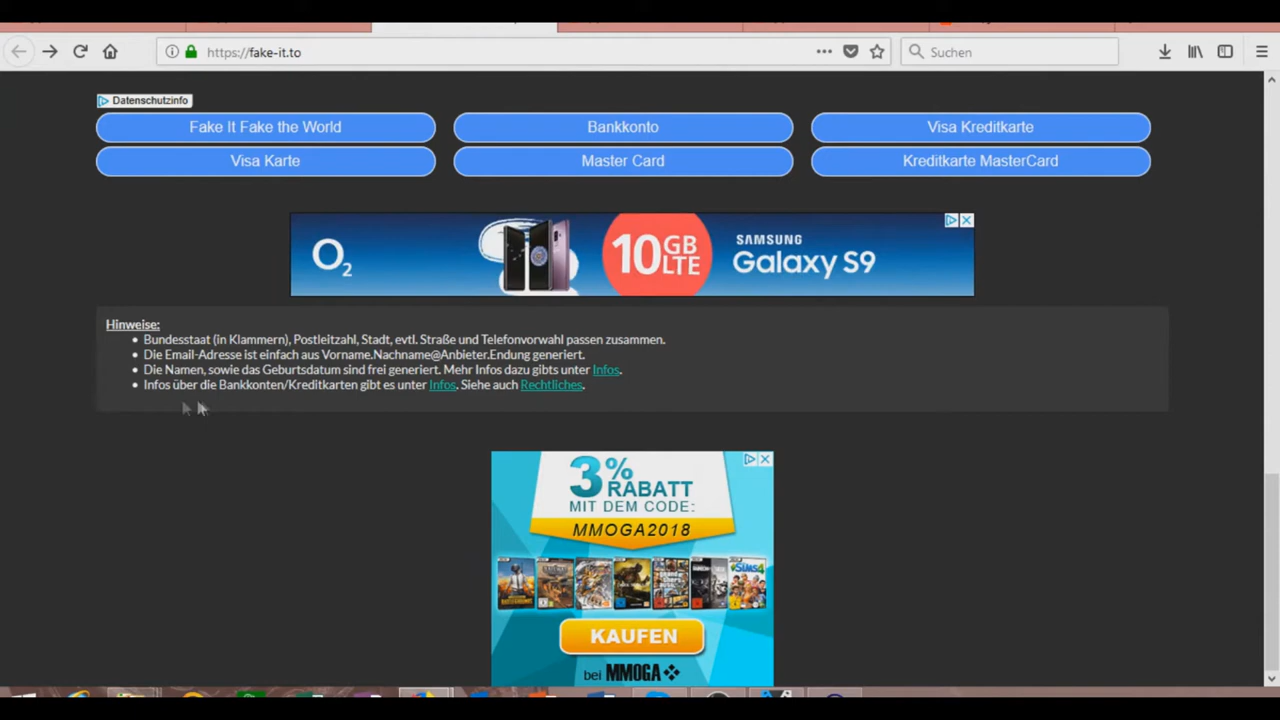 https://fake-it.to
Suchen
Datenschutzinfo
Fake It Fake the World
Bankkonto
Visa Kreditkarte
Visa Karte
Master Card
Kreditkarte MasterCard
O2
10 GB LTE
SAMSUNG
Galaxy S9
Hinweise:
Bundesstaat (in Klammern), Postleitzahl, Stadt, evtl. Straße und Telefonvorwahl passen zusammen.
Die Email-Adresse ist einfach aus Vorname.Nachname@Anbieter.Endung generiert.
Die Namen, sowie das Geburtsdatum sind frei generiert. Mehr Infos dazu gibts unter Infos.
Infos über die Bankkonten/Kreditkarten gibt es unter Infos. Siehe auch Rechtliches.
3% RABATT
MIT DEM CODE:
MMOGA2018
KAUFEN
bei MMOGA